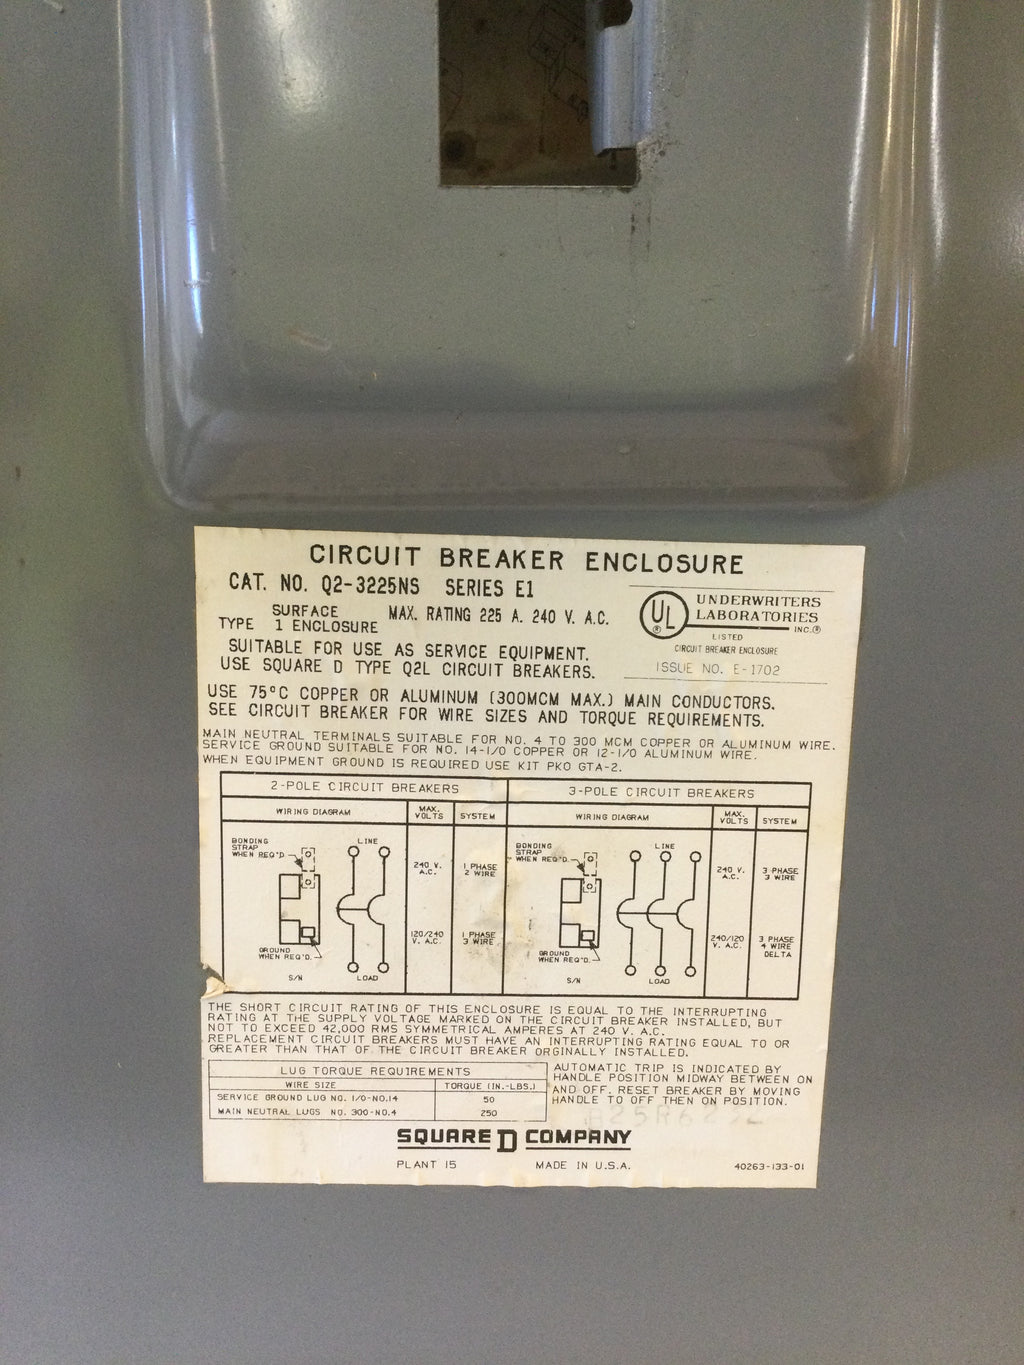 CIRCUIT BREAKER ENCLOSURE
CAT. NO. Q2-3225NS SERIES E1
SURFACE
TYPE 1 ENCLOSURE
MAX. RATING 225 A. 240 V. A.C.
UL
®
UNDERWRITERS
LABORATORIES
INC.®
LISTED
CIRCUIT BREAKER ENCLOSURE
ISSUE NO. E-1702
SUITABLE FOR USE AS SERVICE EQUIPMENT.
USE SQUARE D TYPE Q2L CIRCUIT BREAKERS.
USE 75°C COPPER OR ALUMINUM (300MCM MAX.) MAIN CONDUCTORS.
SEE CIRCUIT BREAKER FOR WIRE SIZES AND TORQUE REQUIREMENTS.
MAIN NEUTRAL TERMINALS SUITABLE FOR NO. 4 TO 300 MCM COPPER OR ALUMINUM WIRE.
SERVICE GROUND SUITABLE FOR NO. 14-1/0 COPPER OR 12-1/0 ALUMINUM WIRE.
WHEN EQUIPMENT GROUND IS REQUIRED USE KIT PKO GTA-2.
2-POLE CIRCUIT BREAKERS
WIRING DIAGRAM
MAX. VOLTS
SYSTEM
BONDING
STRAP
WHEN REQ'D
LINE
240 V.
A.C.
1 PHASE
2 WIRE
120/240
V. A.C.
1 PHASE
3 WIRE
GROUND
WHEN REQ'D.
S/N
LOAD
3-POLE CIRCUIT BREAKERS
WIRING DIAGRAM
MAX. VOLTS
SYSTEM
BONDING
STRAP
WHEN REQ'D.
LINE
240 V.
A.C.
3 PHASE
3 WIRE
240/120
V. A.C.
3 PHASE
4 WIRE
DELTA
GROUND
WHEN REQ'D.
S/N
LOAD
THE SHORT CIRCUIT RATING OF THIS ENCLOSURE IS EQUAL TO THE INTERRUPTING
RATING AT THE SUPPLY VOLTAGE MARKED ON THE CIRCUIT BREAKER INSTALLED, BUT
NOT TO EXCEED 42,000 RMS SYMMETRICAL AMPERES AT 240 V. A.C.
REPLACEMENT CIRCUIT BREAKERS MUST HAVE AN INTERRUPTING RATING EQUAL TO OR
GREATER THAN THAT OF THE CIRCUIT BREAKER ORGINALLY INSTALLED.
LUG TORQUE REQUIREMENTS
WIRE SIZE TORQUE (IN.-LBS.)
SERVICE GROUND LUG NO. 1/0-NO.14 50
MAIN NEUTRAL LUGS NO. 300-NO.4 250
AUTOMATIC TRIP IS INDICATED BY
HANDLE POSITION MIDWAY BETWEEN ON
AND OFF. RESET BREAKER BY MOVING
HANDLE TO OFF THEN ON POSITION.
SQUARE D COMPANY
PLANT 15 MADE IN U.S.A. 40263-133-01